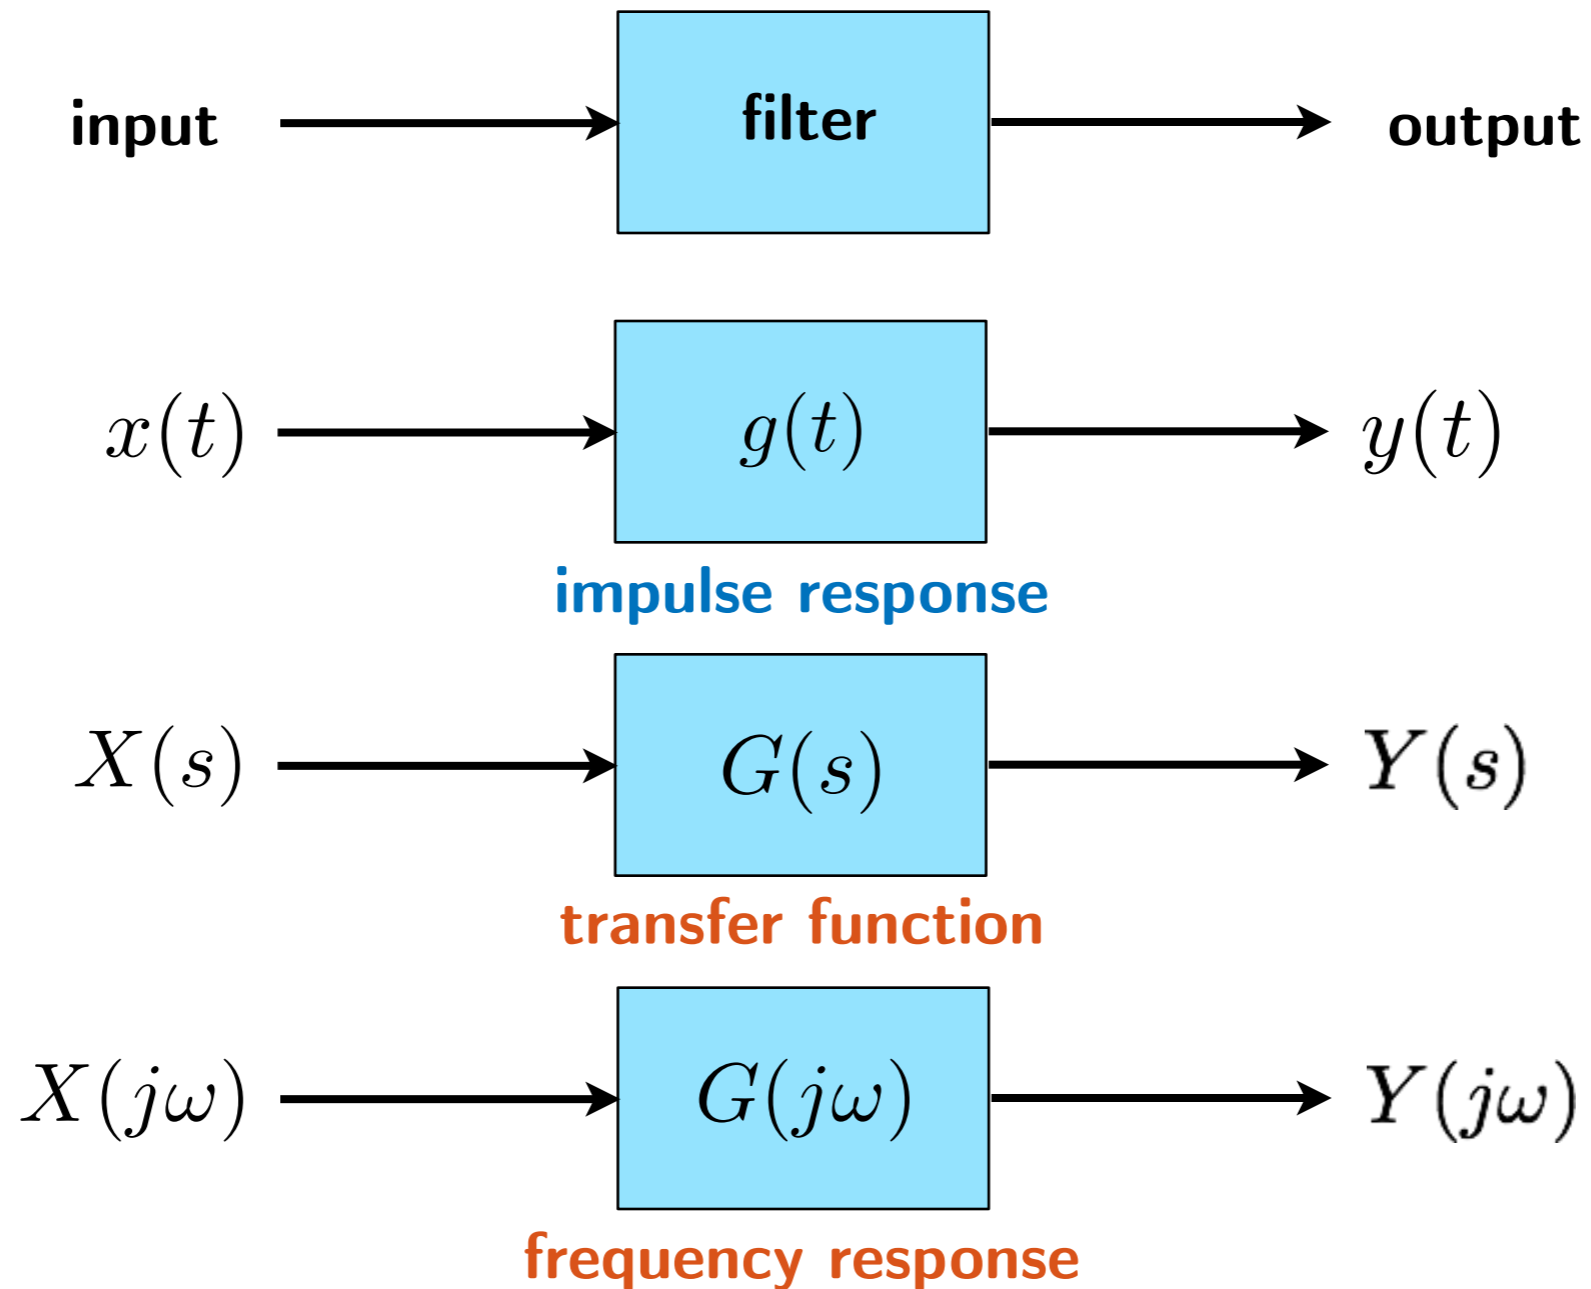 input filter output
x(t) g(t) y(t)
impulse response
X(s) G(s) Y(s)
transfer function
X(jω) G(jω) Y(jω)
frequency response